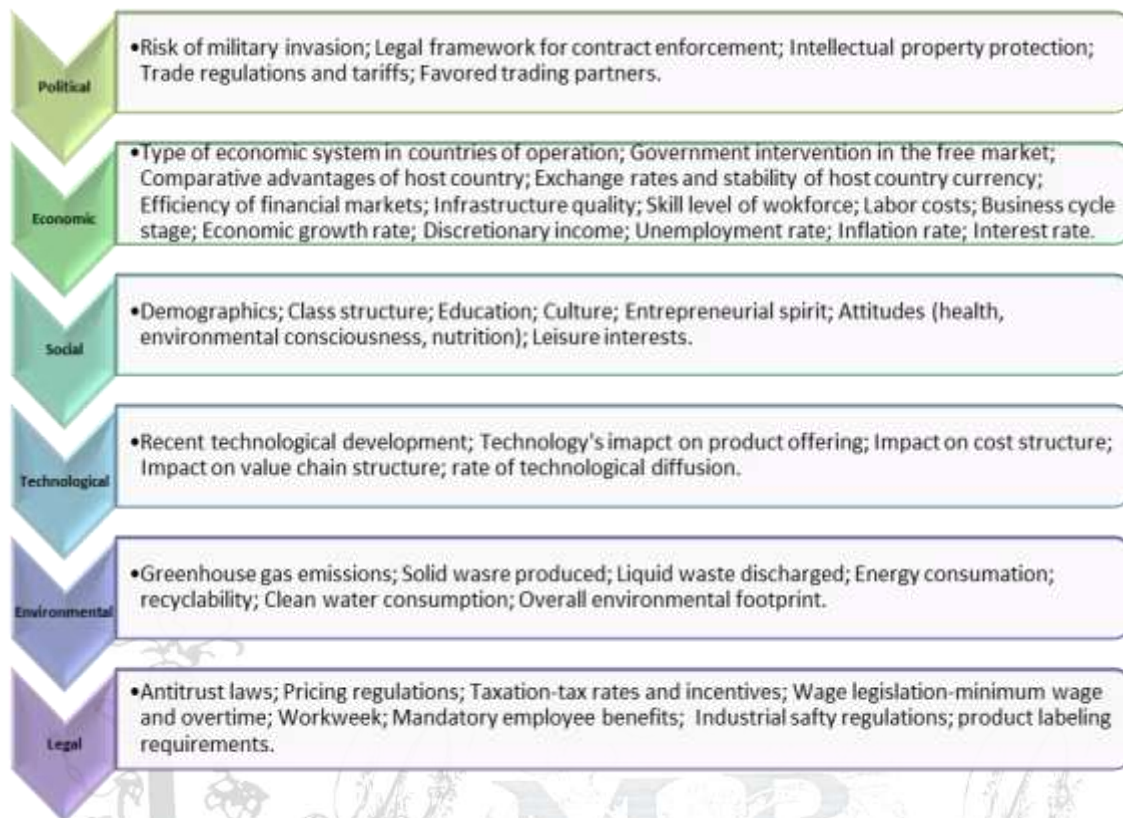 Political
•Risk of military invasion; Legal framework for contract enforcement; Intellectual property protection;
Trade regulations and tariffs; Favored trading partners.
Economic
•Type of economic system in countries of operation; Government intervention in the free market;
Comparative advantages of host country; Exchange rates and stability of host country currency;
Efficiency of financial markets; Infrastructure quality; Skill level of wokforce; Labor costs; Business cycle
stage; Economic growth rate; Discretionary income; Unemployment rate; Inflation rate; Interest rate.
Social
•Demographics; Class structure; Education; Culture; Entrepreneurial spirit; Attitudes (health,
environmental consciousness, nutrition); Leisure interests.
Technological
•Recent technological development; Technology's imapct on product offering; Impact on cost structure;
Impact on value chain structure; rate of technological diffusion.
Environmental
•Greenhouse gas emissions; Solid wasre produced; Liquid waste discharged; Energy consumation;
recyclability; Clean water consumption; Overall environmental footprint.
Legal
•Antitrust laws; Pricing regulations; Taxation-tax rates and incentives; Wage legislation-minimum wage
and overtime; Workweek; Mandatory employee benefits;  Industrial safty regulations; product labeling
requirements.